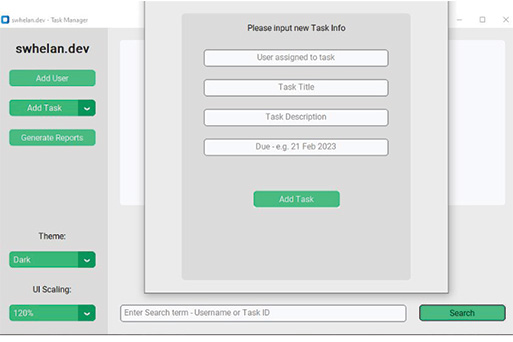 swhelan.dev - Task Manager
swhelan.dev
Add User
Add Task
Generate Reports
Theme:
Dark
UI Scaling:
120%
Please input new Task Info
User assigned to task
Task Title
Task Description
Due - e.g. 21 Feb 2023
Add Task
Enter Search term - Username or Task ID
Search